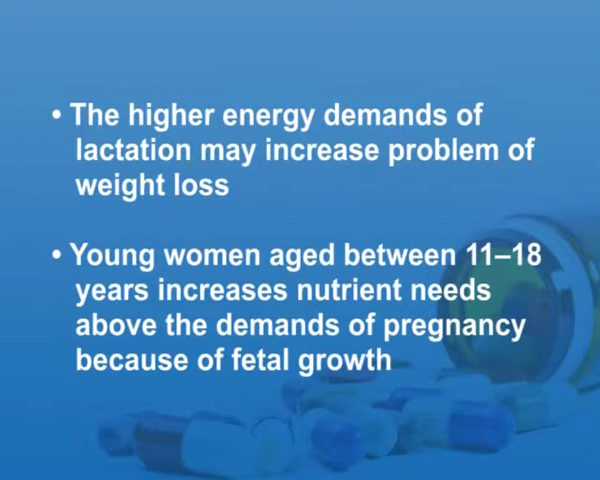 • The higher energy demands of
lactation may increase problem of
weight loss
• Young women aged between 11–18
years increases nutrient needs
above the demands of pregnancy
because of fetal growth